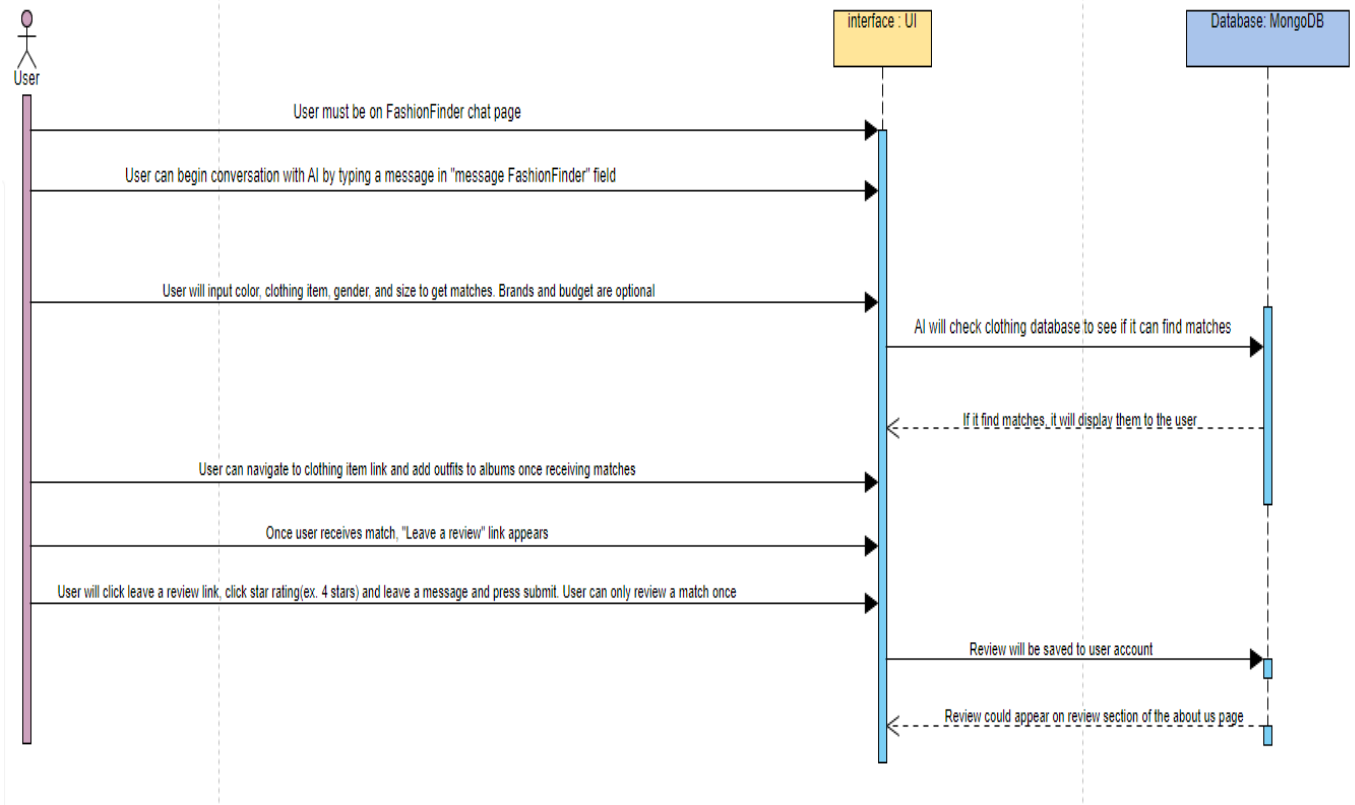 interface : UI
Database: MongoDB
User
User must be on FashionFinder chat page
User can begin conversation with AI by typing a message in "message FashionFinder" field
User will input color, clothing item, gender, and size to get matches. Brands and budget are optional
AI will check clothing database to see if it can find matches
If it find matches, it will display them to the user
User can navigate to clothing item link and add outfits to albums once receiving matches
Once user receives match, "Leave a review" link appears
User will click leave a review link, click star rating(ex. 4 stars) and leave a message and press submit. User can only review a match once
Review will be saved to user account
Review could appear on review section of the about us page